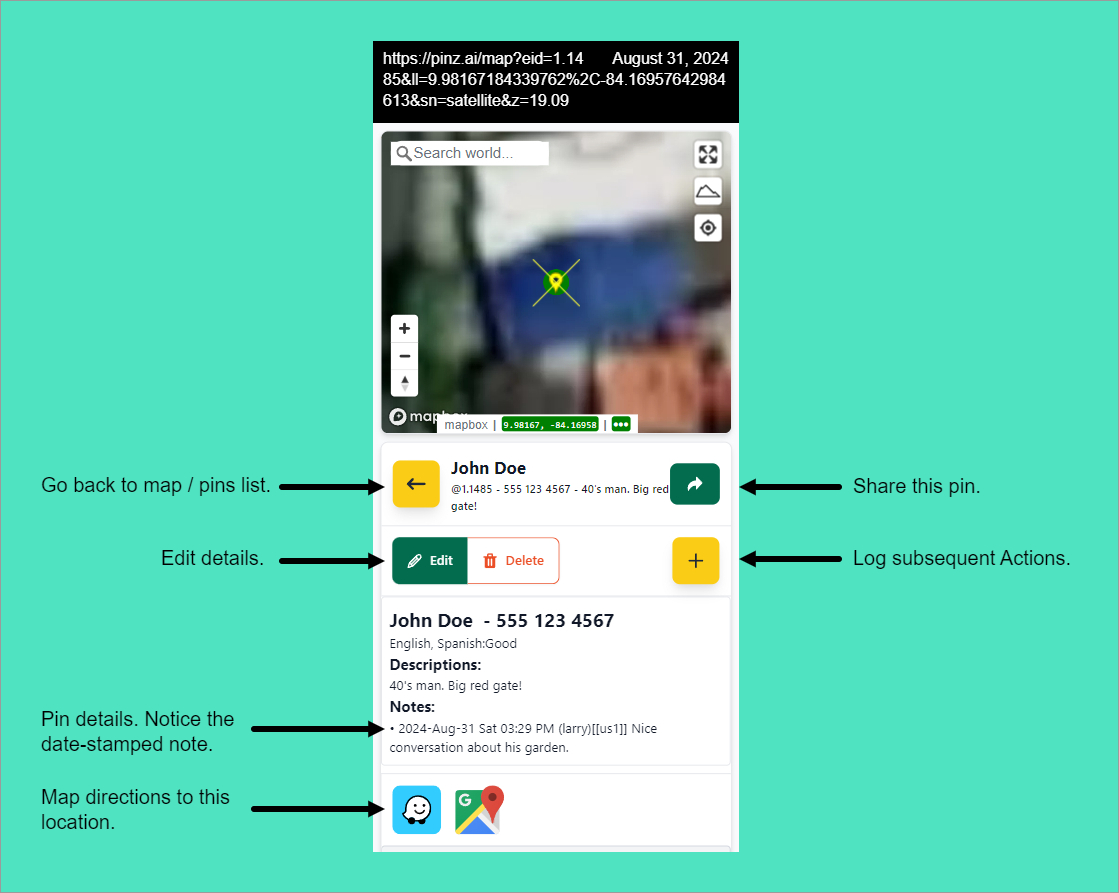 https://pinz.ai/map?eid=1.14 August 31, 2024
85&ll=9.98167184339762%2C-84.16957642984
613&sn=satellite&z=19.09
Search world...
mapbox | 9.98167, -84.16958 | •••
John Doe
@1.1485 - 555 123 4567 - 40's man. Big red
gate!
Go back to map / pins list.
Share this pin.
Edit details.
Edit
Delete
Log subsequent Actions.
John Doe - 555 123 4567
English, Spanish:Good
Descriptions:
40's man. Big red gate!
Notes:
• 2024-Aug-31 Sat 03:29 PM (larry)[[us1]] Nice
conversation about his garden.
Pin details. Notice the
date-stamped note.
Map directions to this
location.
G